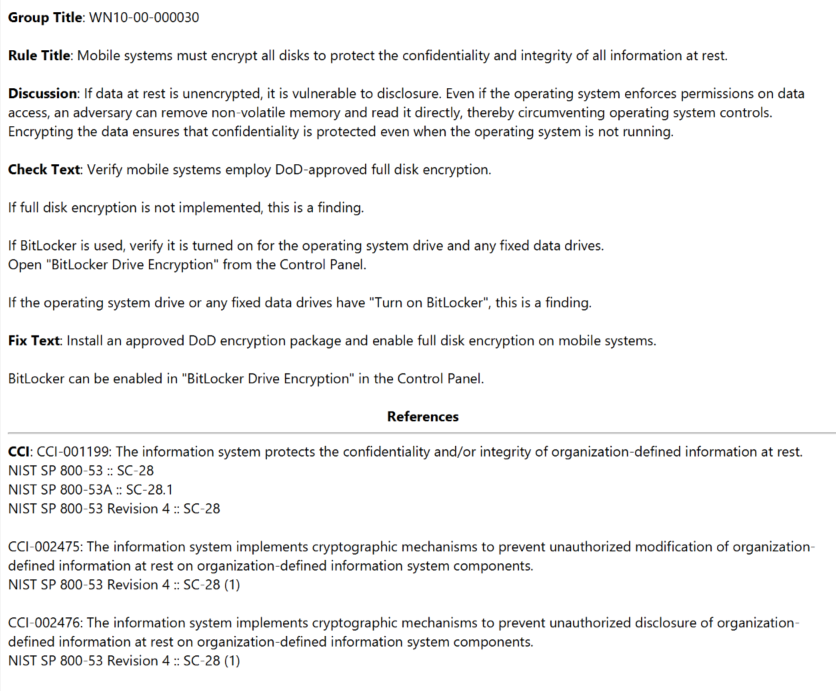 Group Title: WN10-00-000030
Rule Title: Mobile systems must encrypt all disks to protect the confidentiality and integrity of all information at rest.
Discussion: If data at rest is unencrypted, it is vulnerable to disclosure. Even if the operating system enforces permissions on data
access, an adversary can remove non-volatile memory and read it directly, thereby circumventing operating system controls.
Encrypting the data ensures that confidentiality is protected even when the operating system is not running.
Check Text: Verify mobile systems employ DoD-approved full disk encryption.
If full disk encryption is not implemented, this is a finding.
If BitLocker is used, verify it is turned on for the operating system drive and any fixed data drives.
Open "BitLocker Drive Encryption" from the Control Panel.
If the operating system drive or any fixed data drives have "Turn on BitLocker", this is a finding.
Fix Text: Install an approved DoD encryption package and enable full disk encryption on mobile systems.
BitLocker can be enabled in "BitLocker Drive Encryption" in the Control Panel.
References
CCI: CCI-001199: The information system protects the confidentiality and/or integrity of organization-defined information at rest.
NIST SP 800-53 :: SC-28
NIST SP 800-53A :: SC-28.1
NIST SP 800-53 Revision 4 :: SC-28
CCI-002475: The information system implements cryptographic mechanisms to prevent unauthorized modification of organization-
defined information at rest on organization-defined information system components.
NIST SP 800-53 Revision 4 :: SC-28 (1)
CCI-002476: The information system implements cryptographic mechanisms to prevent unauthorized disclosure of organization-
defined information at rest on organization-defined information system components.
NIST SP 800-53 Revision 4 :: SC-28 (1)